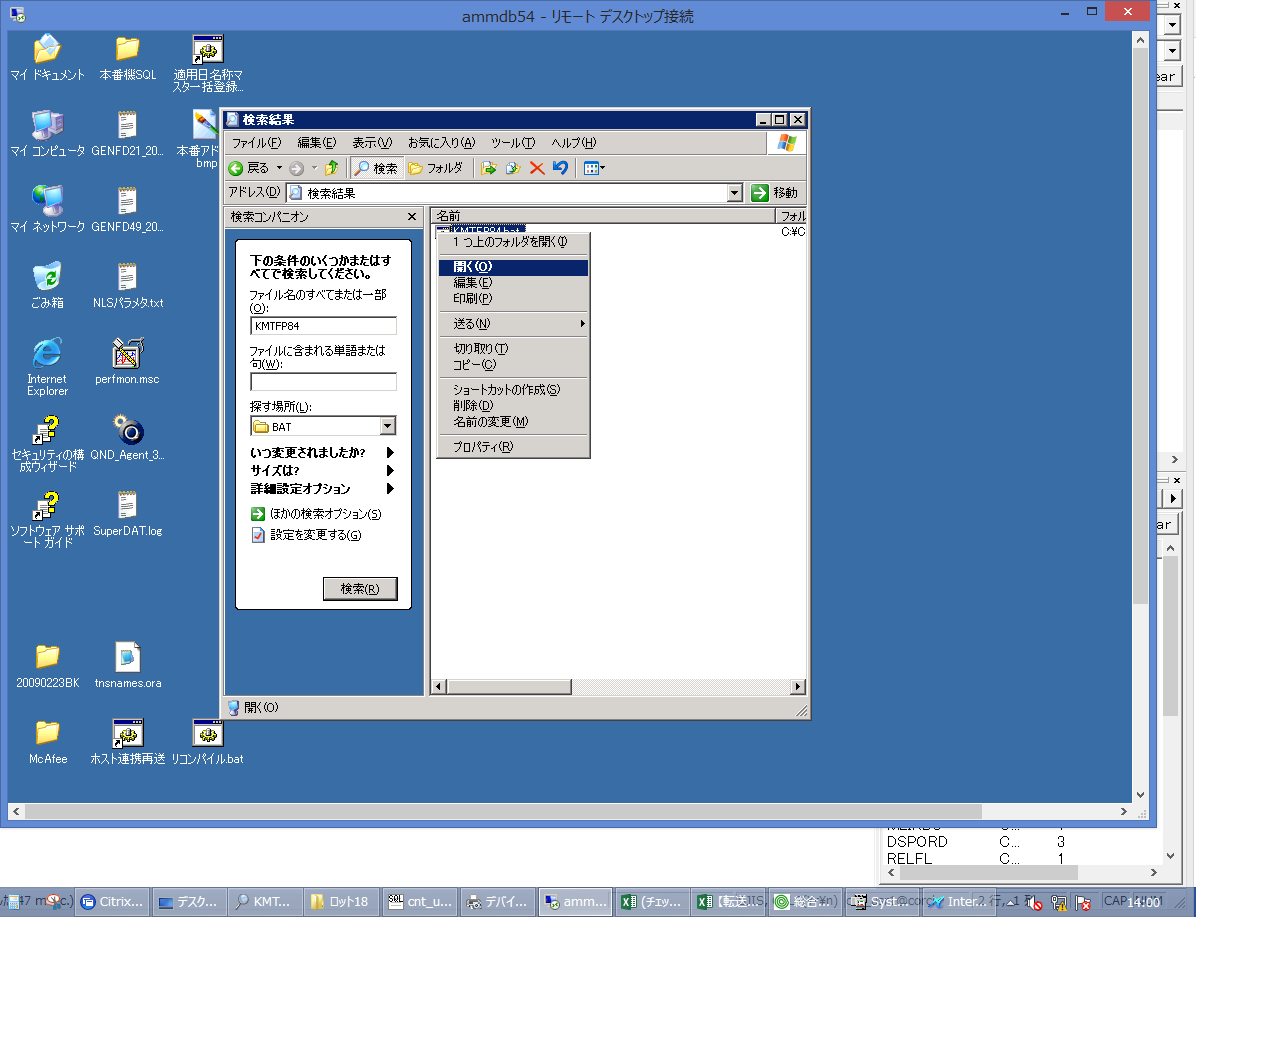 ammdb54 - リモート デスクトップ接続
マイ ドキュメント
本番機SQL
適用日名称マスター括登録...
マイ コンピュータ
GENFD21_20...
マイ ネットワーク
GENFD49_20...
ごみ箱
NLSパラメタ.txt
Internet Explorer
perfmon.msc
セキュリティの構成ウィザード
QND_Agent_3...
ソフトウェア サポート ガイド
SuperDAT.log
20090223BK
tnsnames.ora
McAfee
ホスト連携再送
リコンパイル.bat
本番アド
bmp
検索結果
ファイル(F)
編集(E)
表示(V)
お気に入り(A)
ツール(T)
ヘルプ(H)
戻る
検索
フォルダ
アドレス(D)
検索結果
移動
検索コンパニオン
下の条件のいくつかまたはす
べてで検索してください。
ファイル名のすべてまたは一部
(O):
KMTFP84
ファイルに含まれる単語または
句(W):
探す場所(L):
BAT
いつ変更されましたか?
サイズは?
詳細設定オプション
ほかの検索オプション(S)
設定を変更する(G)
検索(R)
名前
フォル
KMTFP84.bat
C:¥C
1 つ上のフォルダを開く(I)
開く(O)
編集(E)
印刷(P)
送る(N)
切り取り(T)
コピー(C)
ショートカットの作成(S)
削除(D)
名前の変更(M)
プロパティ(R)
開く(O)
ear
ar
DSPORD C... 3
RELFL C... 1
Citrix...
デスク...
KMT...
ロット18
cnt_u...
デバイ...
amm...
(チェッ...
【転送...
総合...
Syst...
Inter...
2 行, 1 列
CAP
14:00